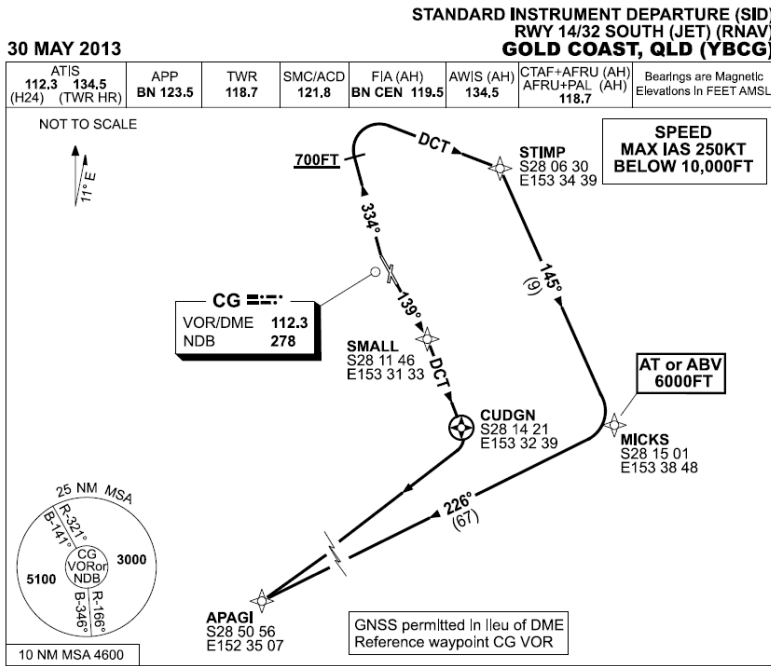 STANDARD INSTRUMENT DEPARTURE (SID)
RWY 14/32 SOUTH (JET) (RNAV)
30 MAY 2013
GOLD COAST, QLD (YBCG)
ATIS
112.3 134.5
(H24) (TWR HR)
APP
BN 123.5
TWR
118.7
SMC/ACD
121.8
FIA (AH)
BN CEN 119.5
AWIS (AH)
134.5
CTAF+AFRU (AH)
AFRU+PAL (AH)
118.7
Bearings are Magnetic
Elevations in FEET AMSL
NOT TO SCALE
11° E
700FT
DCT
STIMP
S28 06 30
E153 34 39
SPEED
MAX IAS 250KT
BELOW 10,000FT
334°
145°
(9)
CG
VOR/DME 112.3
NDB 278
139°
SMALL
S28 11 46
E153 31 33
DCT
AT or ABV
6000FT
CUDGN
S28 14 21
E153 32 39
MICKS
S28 15 01
E153 38 48
226°
(67)
25 NM MSA
R-321°
B-141°
CG
VORor
NDB
3000
5100
R-166°
B-346°
10 NM MSA 4600
APAGI
S28 50 56
E152 35 07
GNSS permitted in lieu of DME
Reference waypoint CG VOR